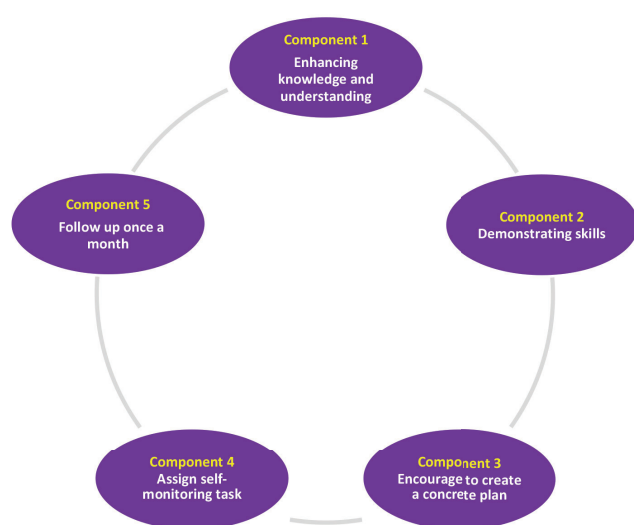 Component 1
Enhancing
knowledge and
understanding
Component 2
Demonstrating skills
Component 3
Encourage to create
a concrete plan
Component 4
Assign self-
monitoring task
Component 5
Follow up once a
month